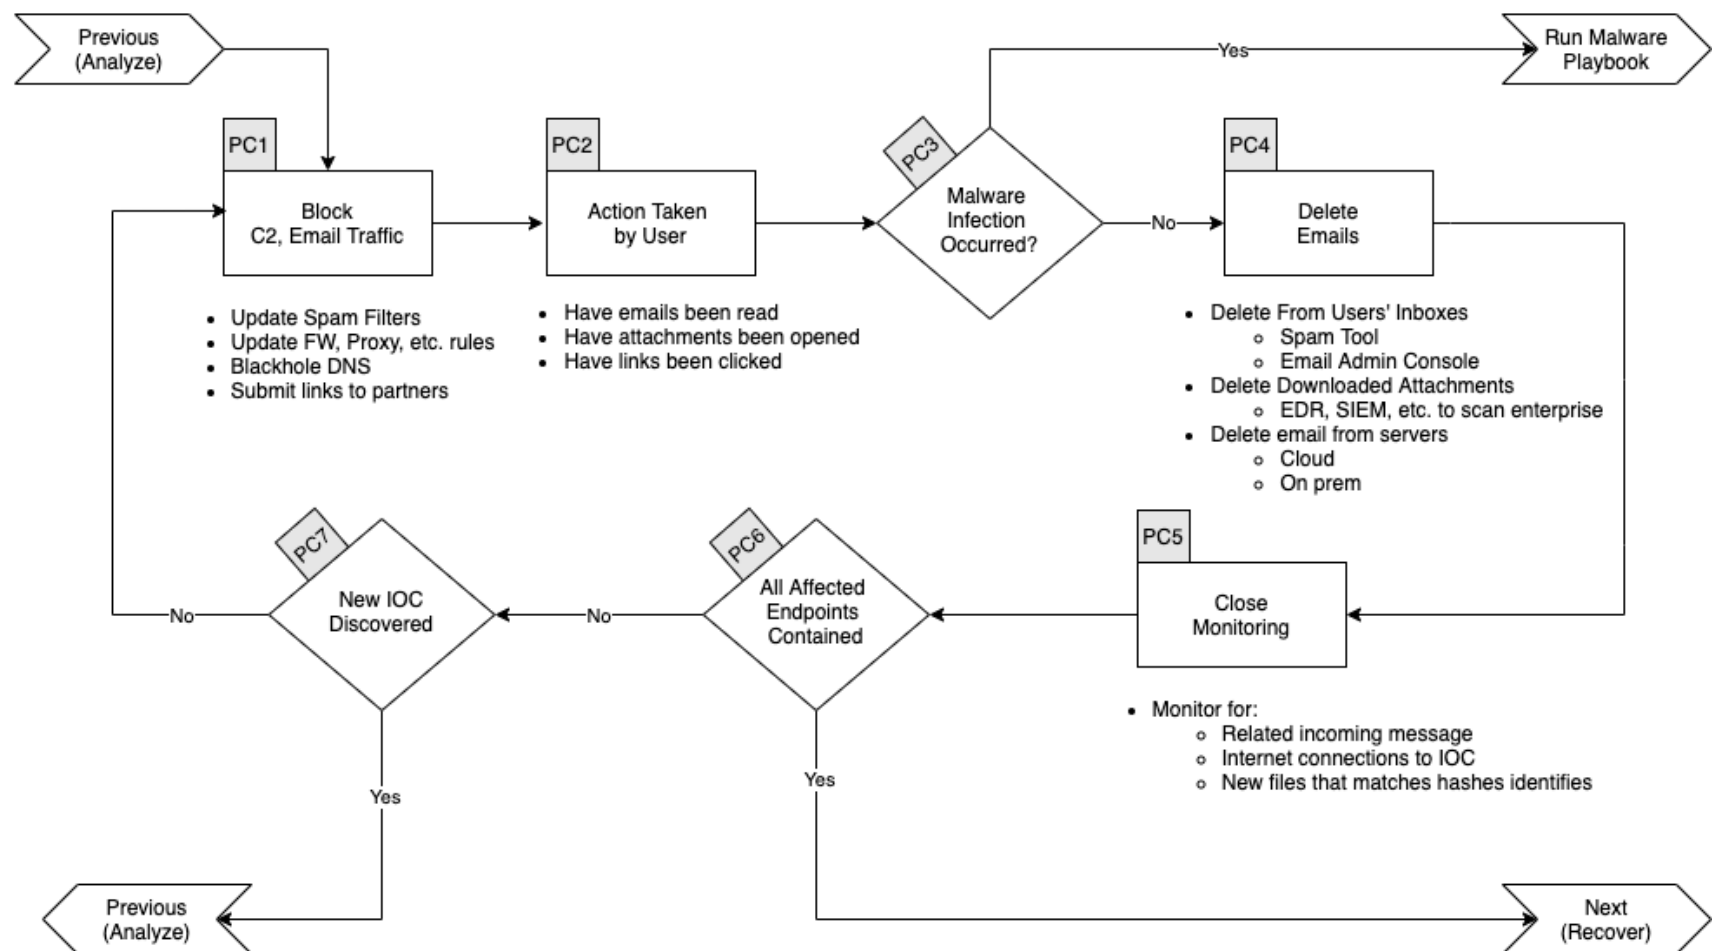 Previous
(Analyze)
Yes
Run Malware
Playbook
PC1
Block
C2, Email Traffic
• Update Spam Filters
• Update FW, Proxy, etc. rules
• Blackhole DNS
• Submit links to partners
PC2
Action Taken
by User
• Have emails been read
• Have attachments been opened
• Have links been clicked
PC3
Malware
Infection
Occurred?
No
PC4
Delete
Emails
• Delete From Users' Inboxes
○ Spam Tool
○ Email Admin Console
• Delete Downloaded Attachments
○ EDR, SIEM, etc. to scan enterprise
• Delete email from servers
○ Cloud
○ On prem
PC5
Close
Monitoring
• Monitor for:
○ Related incoming message
○ Internet connections to IOC
○ New files that matches hashes identifies
PC6
All Affected
Endpoints
Contained
No
Yes
PC7
New IOC
Discovered
No
Yes
Previous
(Analyze)
Next
(Recover)